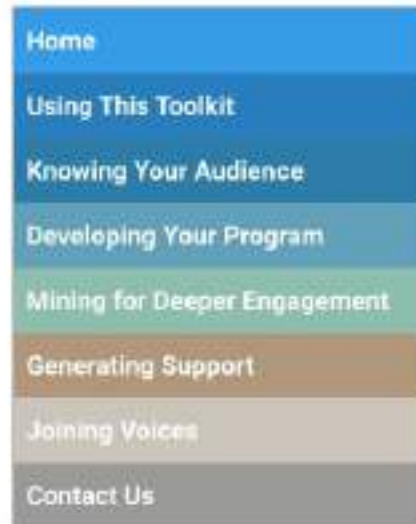 Home
Using This Toolkit
Knowing Your Audience
Developing Your Program
Mining for Deeper Engagement
Generating Support
Joining Voices
Contact Us